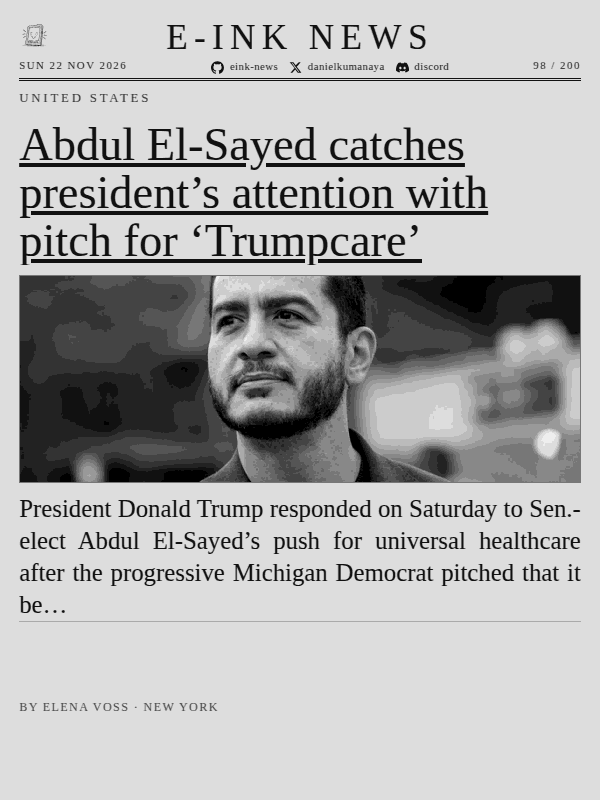 E-INK NEWS
SUN 22 NOV 2026
eink-news
danielkumanaya
discord
98 / 200
UNITED STATES
Abdul El-Sayed catches
president’s attention with
pitch for ‘Trumpcare’
President Donald Trump responded on Saturday to Sen.-
elect Abdul El-Sayed’s push for universal healthcare
after the progressive Michigan Democrat pitched that it
be…
BY ELENA VOSS · NEW YORK